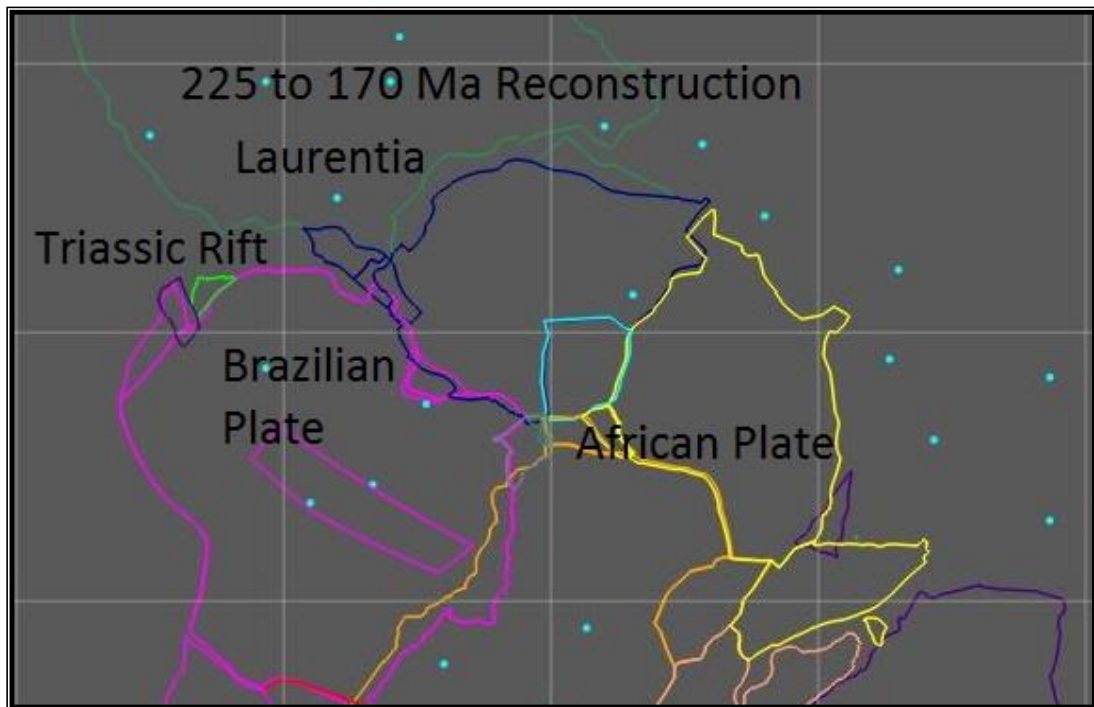 225 to 170 Ma Reconstruction
Laurentia
Triassic Rift
Brazilian
Plate
African Plate